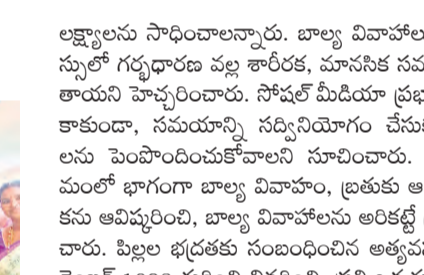 లక్ష్యాలను సాధించాలన్నారు. బాల్య వివాహాల
స్సులో గర్భధారణ వల్ల శారీరక, మానసిక సమ
తాయని హెచ్చరించారు. సోషల్ మీడియా ప్రభ
కాకుండా, సమయాన్ని సద్వినియోగం చేసు
లను పెంపొందించుకోవాలని సూచించారు.
మంలో భాగంగా బాల్య వివాహం, బ్రతుకు ఆ
కను ఆవిష్కరించి, బాల్య వివాహాలను అరికట్టే
చారు. పిల్లల భద్రతకు సంబంధించిన అత్యవ